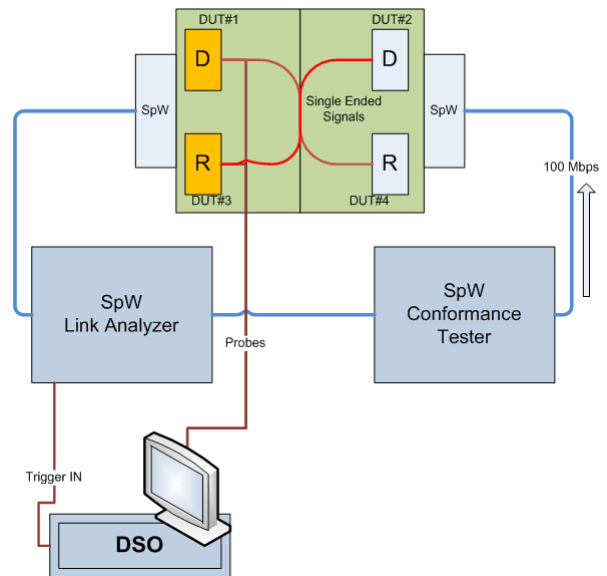 DUT#1
DUT#2
D
D
SpW
Single Ended
Signals
SpW
R
R
DUT#3
DUT#4
100 Mbps
SpW
Link Analyzer
SpW
Conformance
Tester
Probes
Trigger IN
DSO